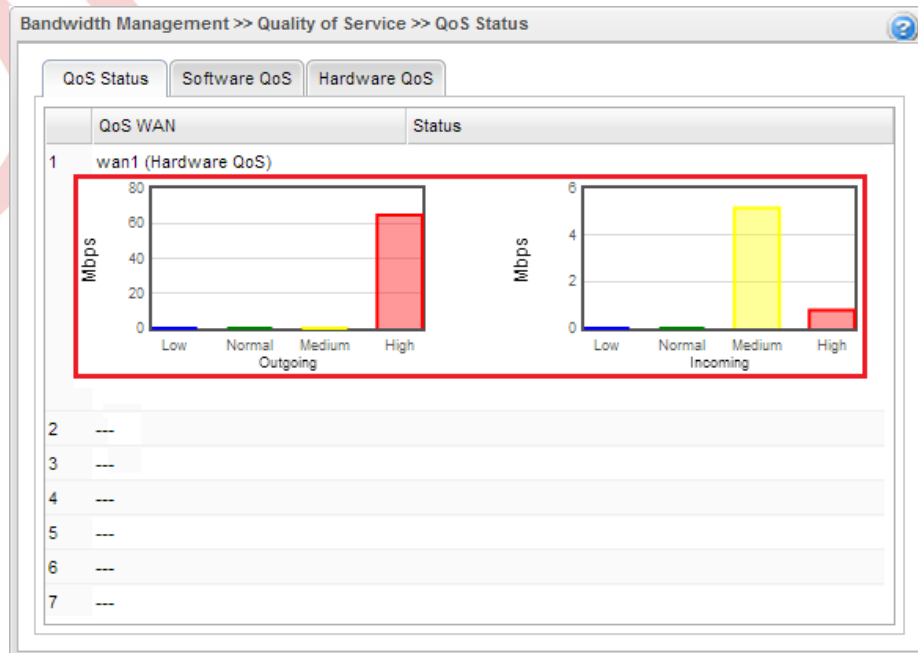 Bandwidth Management >> Quality of Service >> QoS Status
?
QoS Status Software QoS Hardware QoS
QoS WAN Status
1 wan1 (Hardware QoS)
Mbps
80
60
40
20
0
Low Normal Medium High
Outgoing
Mbps
6
4
2
0
Low Normal Medium High
Incoming
2 ---
3 ---
4 ---
5 ---
6 ---
7 ---